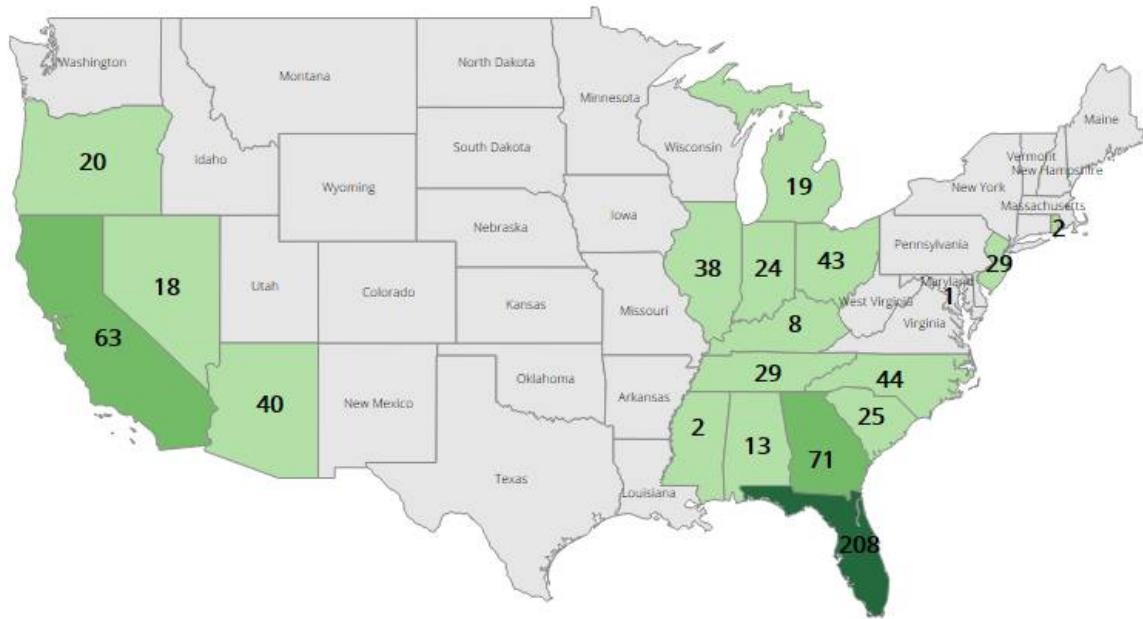 Washington
Montana
North Dakota
Minnesota
Maine
20
Idaho
South Dakota
Wisconsin
Vermont
New Hampshire
Wyoming
19
New York
Massachusetts
Iowa
2
Nebraska
Pennsylvania
63
18
Utah
Colorado
38
24
43
29
Maryland
1
Kansas
Missouri
West Virginia
Virginia
8
40
New Mexico
Oklahoma
Arkansas
29
44
2
13
71
25
Texas
Louisiana
208